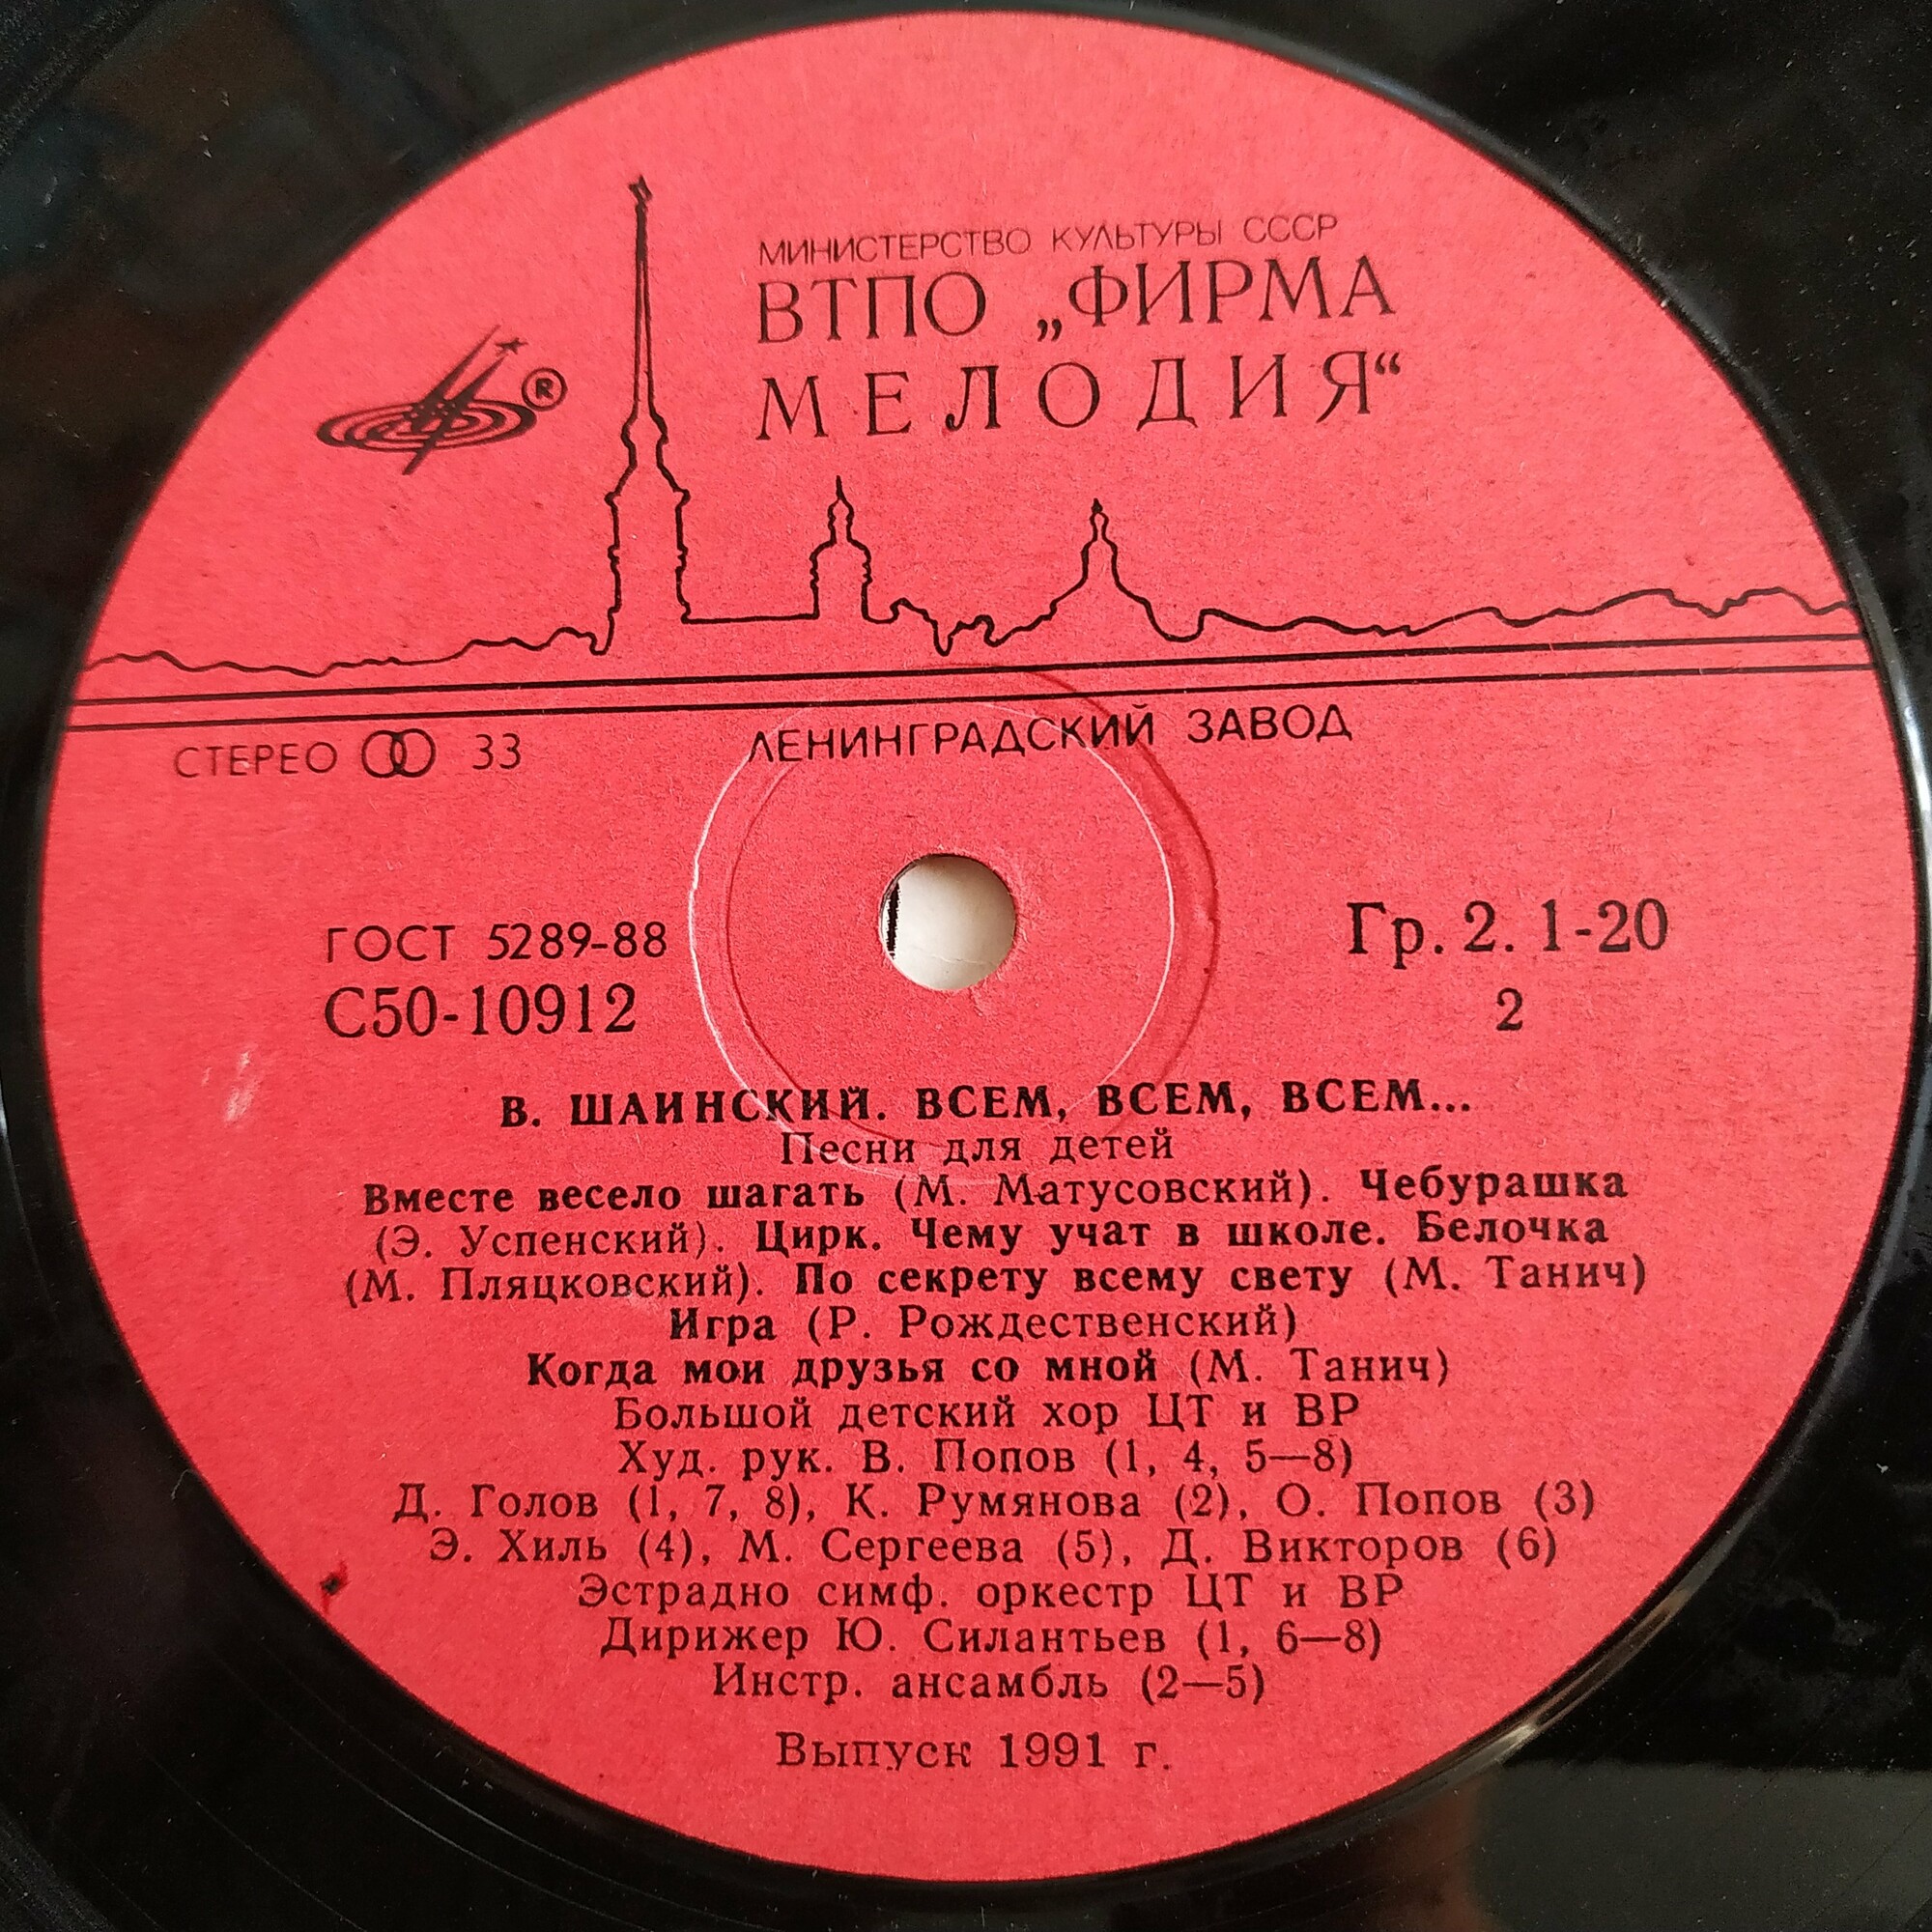 МИНИСТЕРСТВО КУЛЬТУРЫ СССР
ВТПО „ФИРМА
МЕЛОДИЯ“
®
СТЕРЕО 33
ЛЕНИНГРАДСКИЙ ЗАВОД
ГОСТ 5289-88
Гр. 2. 1-20
С50-10912
2
В. ШАИНСКИЙ. ВСЕМ, ВСЕМ, ВСЕМ...
Песни для детей
Вместе весело шагать (М. Матусовский). Чебурашка
(Э. Успенский). Цирк. Чему учат в школе. Белочка
(М. Пляцковский). По секрету всему свету (М. Танич)
Игра (Р. Рождественский)
Когда мои друзья со мной (М. Танич)
Большой детский хор ЦТ и ВР
Худ. рук. В. Попов (1, 4, 5—8)
Д. Голов (1, 7, 8), К. Румянова (2), О. Попов (3)
Э. Хиль (4), М. Сергеева (5), Д. Викторов (6)
Эстрадно симф. оркестр ЦТ и ВР
Дирижер Ю. Силантьев (1, 6—8)
Инстр. ансамбль (2—5)
Выпуск 1991 г.